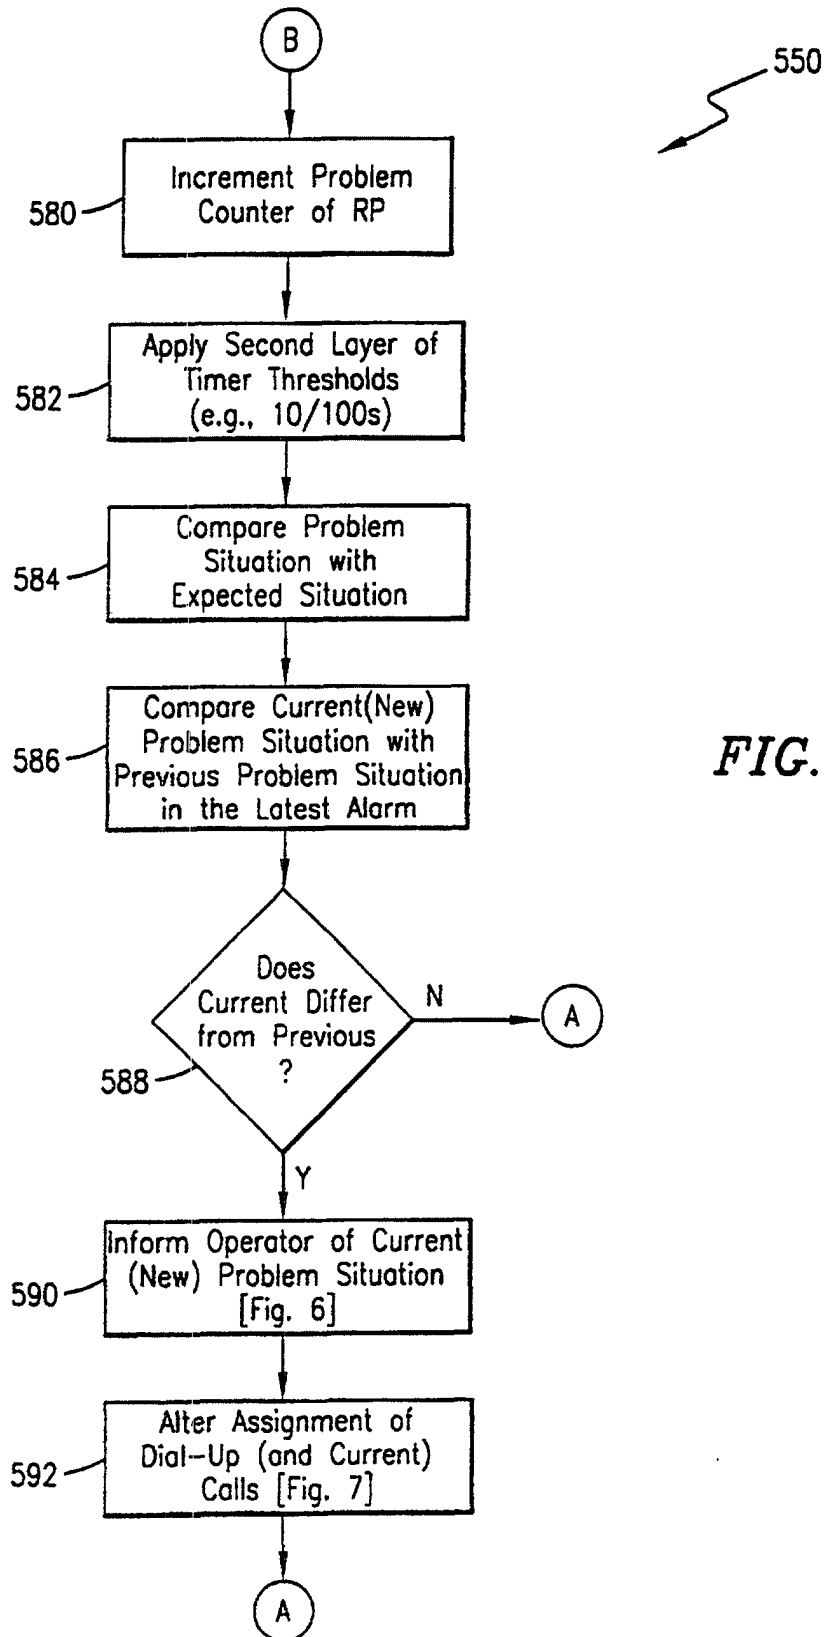 B
550
Increment Problem
Counter of RP
580
Apply Second Layer of
Timer Thresholds
(e.g., 10/100s)
582
Compare Problem
Situation with
Expected Situation
584
Compare Current(New)
Problem Situation with
Previous Problem Situation
in the Latest Alarm
586
FIG.
Does
Current Differ
from Previous
?
N
A
588
Y
Inform Operator of Current
(New) Problem Situation
[Fig. 6]
590
Alter Assignment of
Dial-Up (and Current)
Calls [Fig. 7]
592
A